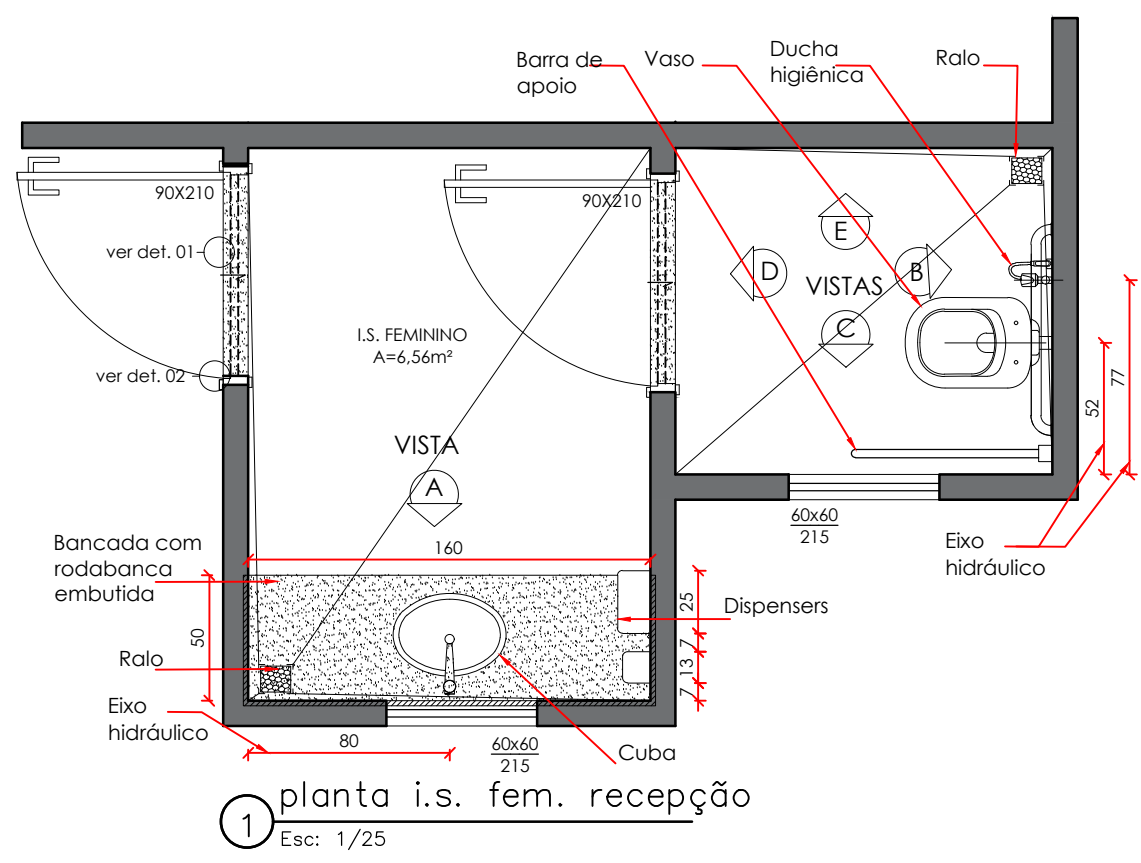 Barra de
apoio
Vaso
Ducha
higiênica
Ralo
90X210
90X210
ver det. 01
ver det. 02
E
D
B
VISTAS
C
I.S. FEMININO
A=6,56m²
VISTA
A
52
77
60x60
215
Eixo
hidráulico
Bancada com
rodabanca
embutida
160
50
25
7
13
7
Dispensers
Ralo
Eixo
hidráulico
80
60x60
215
Cuba
1
planta i.s. fem. recepção
Esc: 1/25